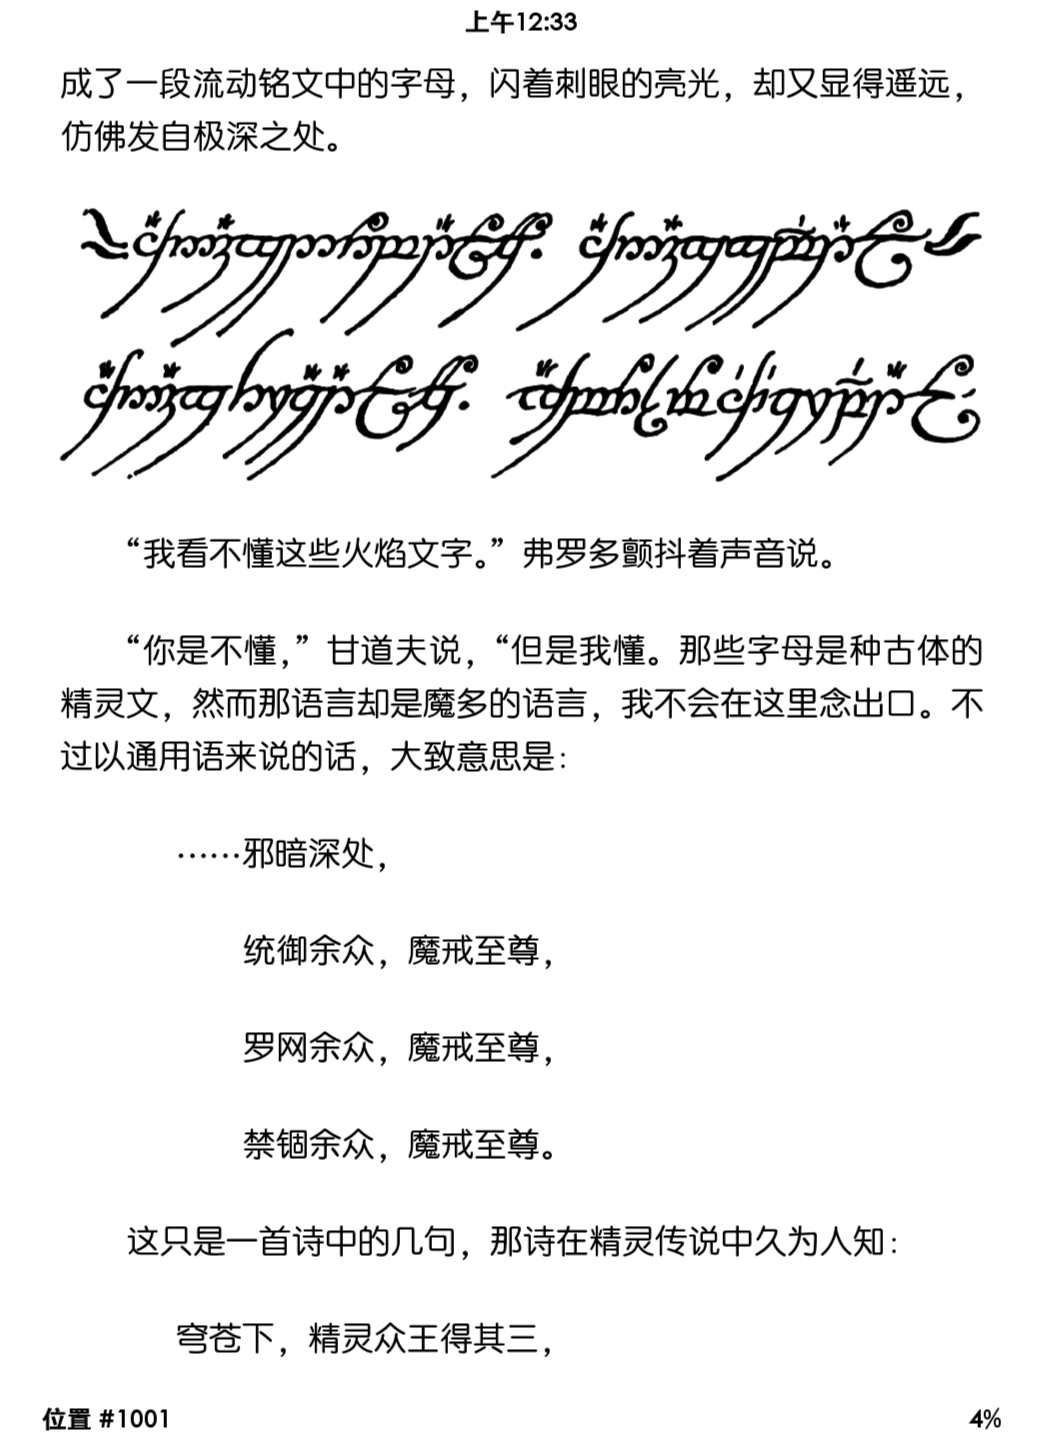 上午12:33
成了一段流动铭文中的字母，闪着刺眼的亮光，却又显得遥远，
仿佛发自极深之处。
“我看不懂这些火焰文字。”弗罗多颤抖着声音说。
“你是不懂，”甘道夫说，“但是我懂。那些字母是种古体的
精灵文，然而那语言却是魔多的语言，我不会在这里念出口。不
过以通用语来说的话，大致意思是：
……邪暗深处，
统御余众，魔戒至尊，
罗网余众，魔戒至尊，
禁锢余众，魔戒至尊。
这只是一首诗中的几句，那诗在精灵传说中久为人知：
穹苍下，精灵众王得其三，
位置 #1001
4%